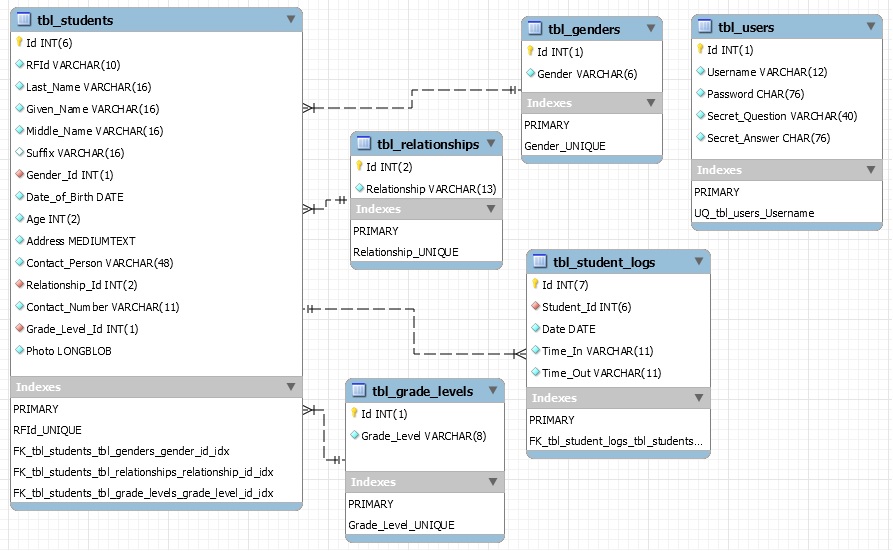 tbl_students
Id INT(6)
RFId VARCHAR(10)
Last_Name VARCHAR(16)
Given_Name VARCHAR(16)
Middle_Name VARCHAR(16)
Suffix VARCHAR(16)
Gender_Id INT(1)
Date_of_Birth DATE
Age INT(2)
Address MEDIUMTEXT
Contact_Person VARCHAR(48)
Relationship_Id INT(2)
Contact_Number VARCHAR(11)
Grade_Level_Id INT(1)
Photo LONGBLOB
Indexes
PRIMARY
RFId_UNIQUE
FK_tbl_students_tbl_genders_gender_id_idx
FK_tbl_students_tbl_relationships_relationship_id_idx
FK_tbl_students_tbl_grade_levels_grade_level_id_idx
tbl_genders
Id INT(1)
Gender VARCHAR(6)
Indexes
PRIMARY
Gender_UNIQUE
tbl_users
Id INT(1)
Username VARCHAR(12)
Password CHAR(76)
Secret_Question VARCHAR(40)
Secret_Answer CHAR(76)
Indexes
PRIMARY
UQ_tbl_users_Username
tbl_relationships
Id INT(2)
Relationship VARCHAR(13)
Indexes
PRIMARY
Relationship_UNIQUE
tbl_student_logs
Id INT(7)
Student_Id INT(6)
Date DATE
Time_In VARCHAR(11)
Time_Out VARCHAR(11)
Indexes
PRIMARY
FK_tbl_student_logs_tbl_students...
tbl_grade_levels
Id INT(1)
Grade_Level VARCHAR(8)
Indexes
PRIMARY
Grade_Level_UNIQUE